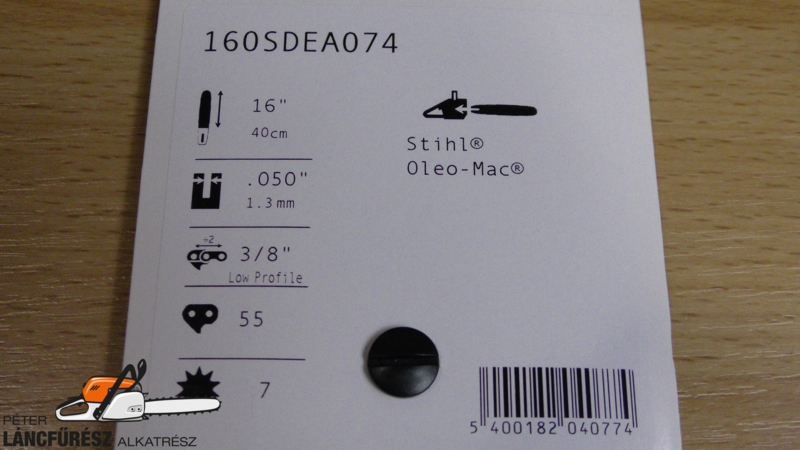 160SDEA074
16"
40cm
Stihl®
Oleo-Mac®
.050"
1.3mm
÷2
3/8"
Low Profile
55
7
5 400182 040774
PÉTER
LÁNCFŰRÉSZ ALKATRÉSZ